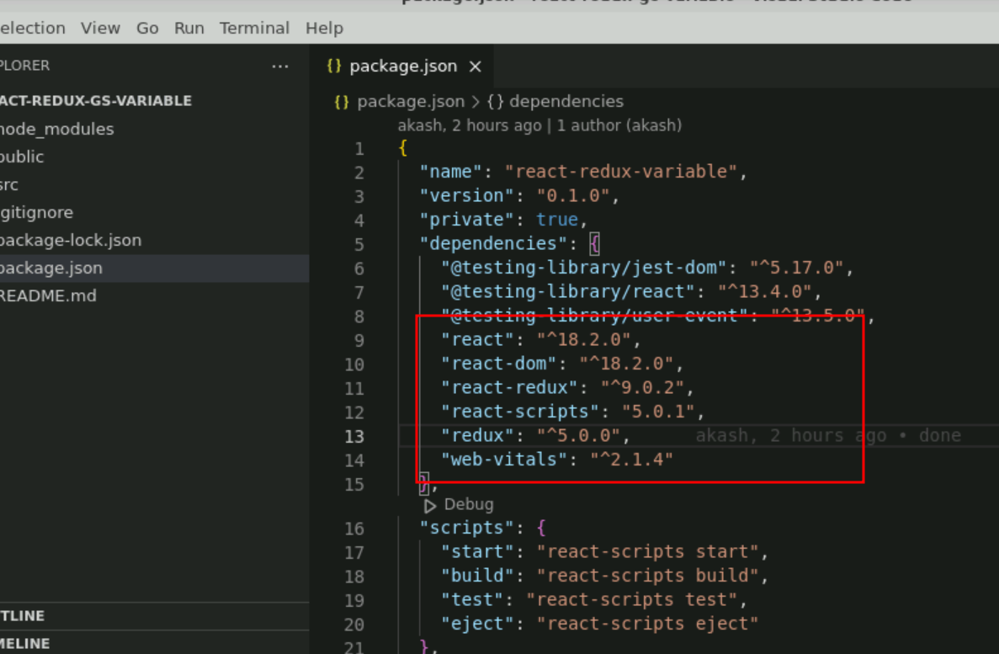 election View Go Run Terminal Help
PLORER ...
{} package.json ×
ACT-REDUX-GS-VARIABLE
node_modules
public
src
gitignore
package-lock.json
package.json
README.md
TLINE
MELINE
{} package.json > {} dependencies
akash, 2 hours ago | 1 author (akash)
1 {
2 "name": "react-redux-variable",
3 "version": "0.1.0",
4 "private": true,
5 "dependencies": {
6 "@testing-library/jest-dom": "^5.17.0",
7 "@testing-library/react": "^13.4.0",
8 "@testing-library/user-event": "^13.5.0",
9 "react": "^18.2.0",
10 "react-dom": "^18.2.0",
11 "react-redux": "^9.0.2",
12 "react-scripts": "5.0.1",
13 "redux": "^5.0.0", akash, 2 hours ago • done
14 "web-vitals": "^2.1.4"
15 },
Debug
16 "scripts": {
17 "start": "react-scripts start",
18 "build": "react-scripts build",
19 "test": "react-scripts test",
20 "eject": "react-scripts eject"
21 },